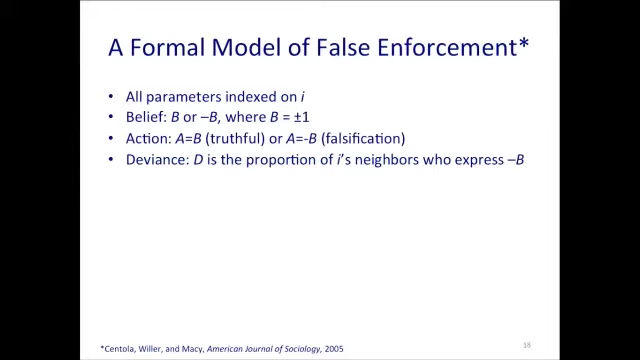 A Formal Model of False Enforcement*
• All parameters indexed on i
• Belief: B or –B, where B = ±1
• Action: A=B (truthful) or A=-B (falsification)
• Deviance: D is the proportion of i's neighbors who express –B
*Centola, Willer, and Macy, American Journal of Sociology, 2005
18